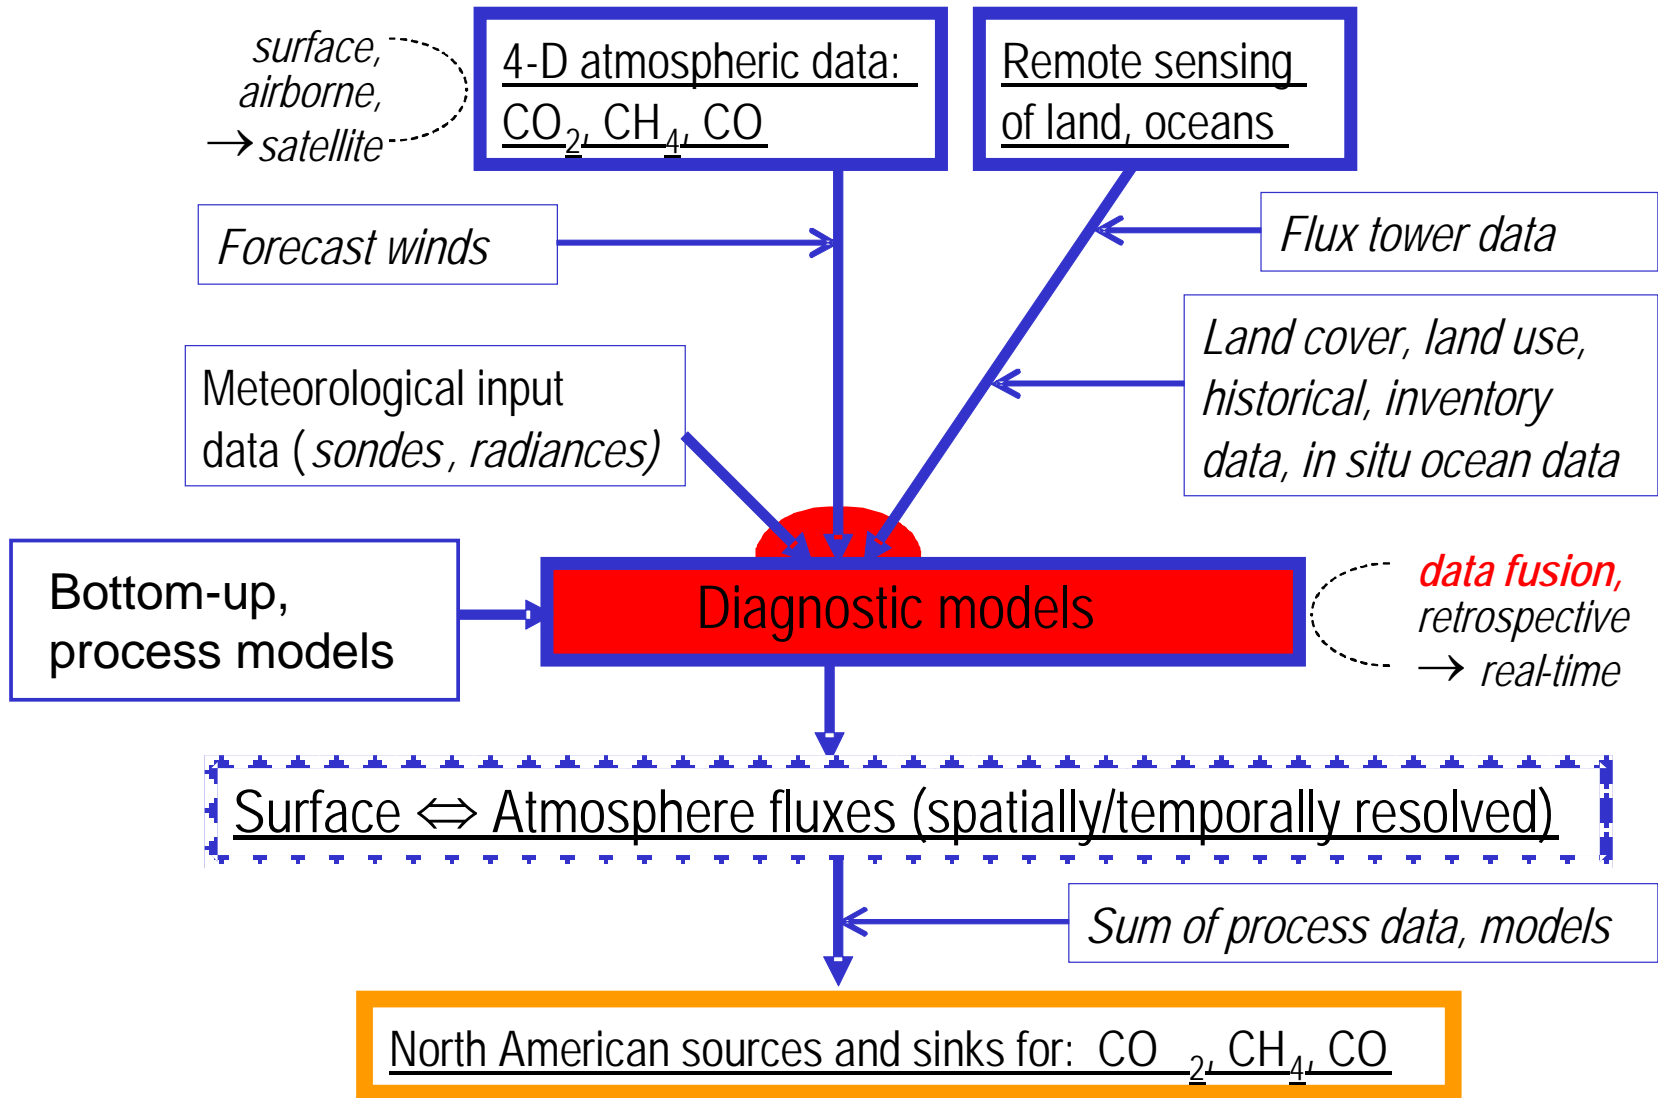 surface,
airborne,
→ satellite
4-D atmospheric data:
CO₂, CH₄, CO
Remote sensing
of land, oceans
Forecast winds
Flux tower data
Land cover, land use,
historical, inventory
data, in situ ocean data
Meteorological input
data (sondes, radiances)
Bottom-up,
process models
Diagnostic models
data fusion,
retrospective
→ real-time
Surface ⇔ Atmosphere fluxes (spatially/temporally resolved)
Sum of process data, models
North American sources and sinks for: CO ₂, CH₄, CO